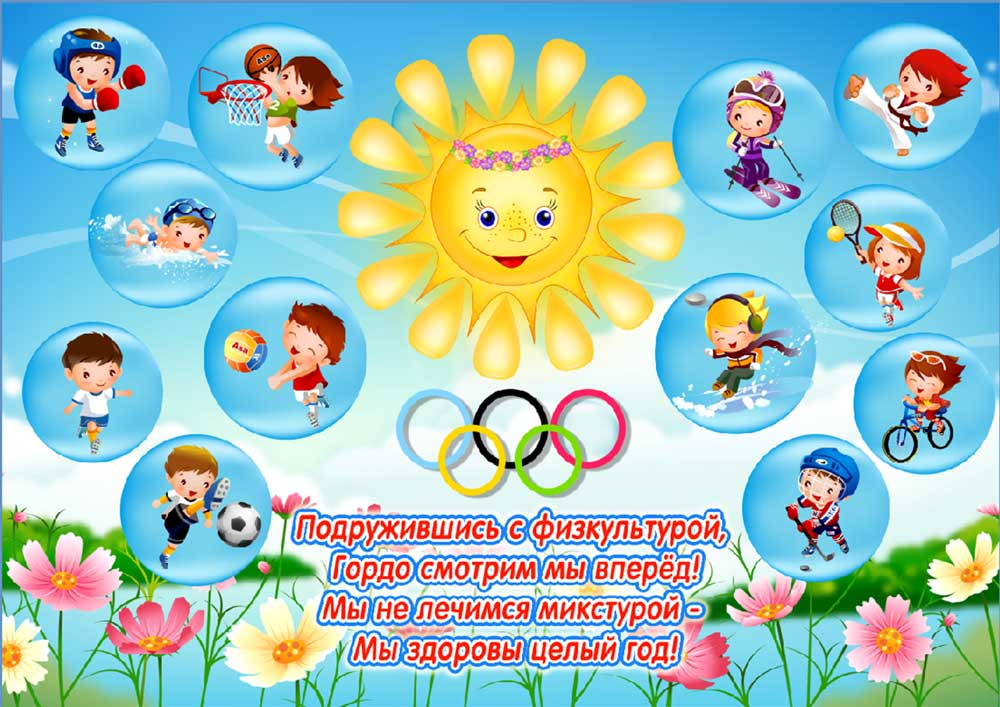 Подружившись с физкультурой,
Гордо смотрим мы вперёд!
Мы не лечимся микстурой -
Мы здоровы целый год!